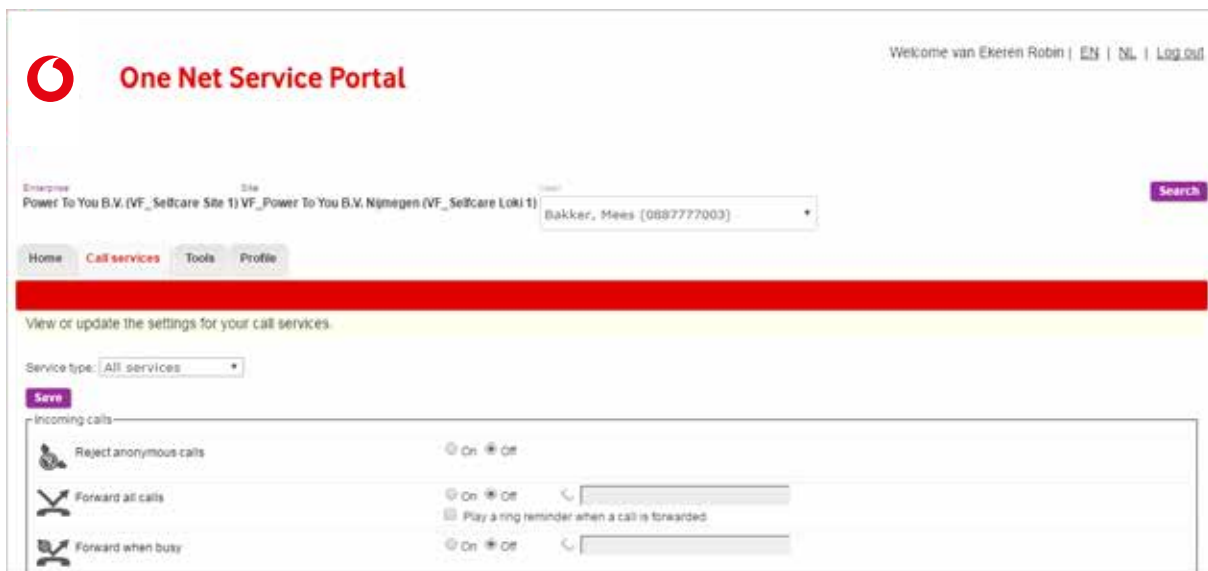 Welcome van Ekeren Robin | EN | NL | Log out
One Net Service Portal
Enterprise Site User
Power To You B.V. (VF_Selfcare Site 1) VF_Power To You B.V. Nijmegen (VF_Selfcare Loki 1) Bakker, Mees (0887777003)
Search
Home Call services Tools Profile
View or update the settings for your call services.
Service type: All services
Save
Incoming calls
Reject anonymous calls On Off
Forward all calls On Off
Play a ring reminder when a call is forwarded
Forward when busy On Off